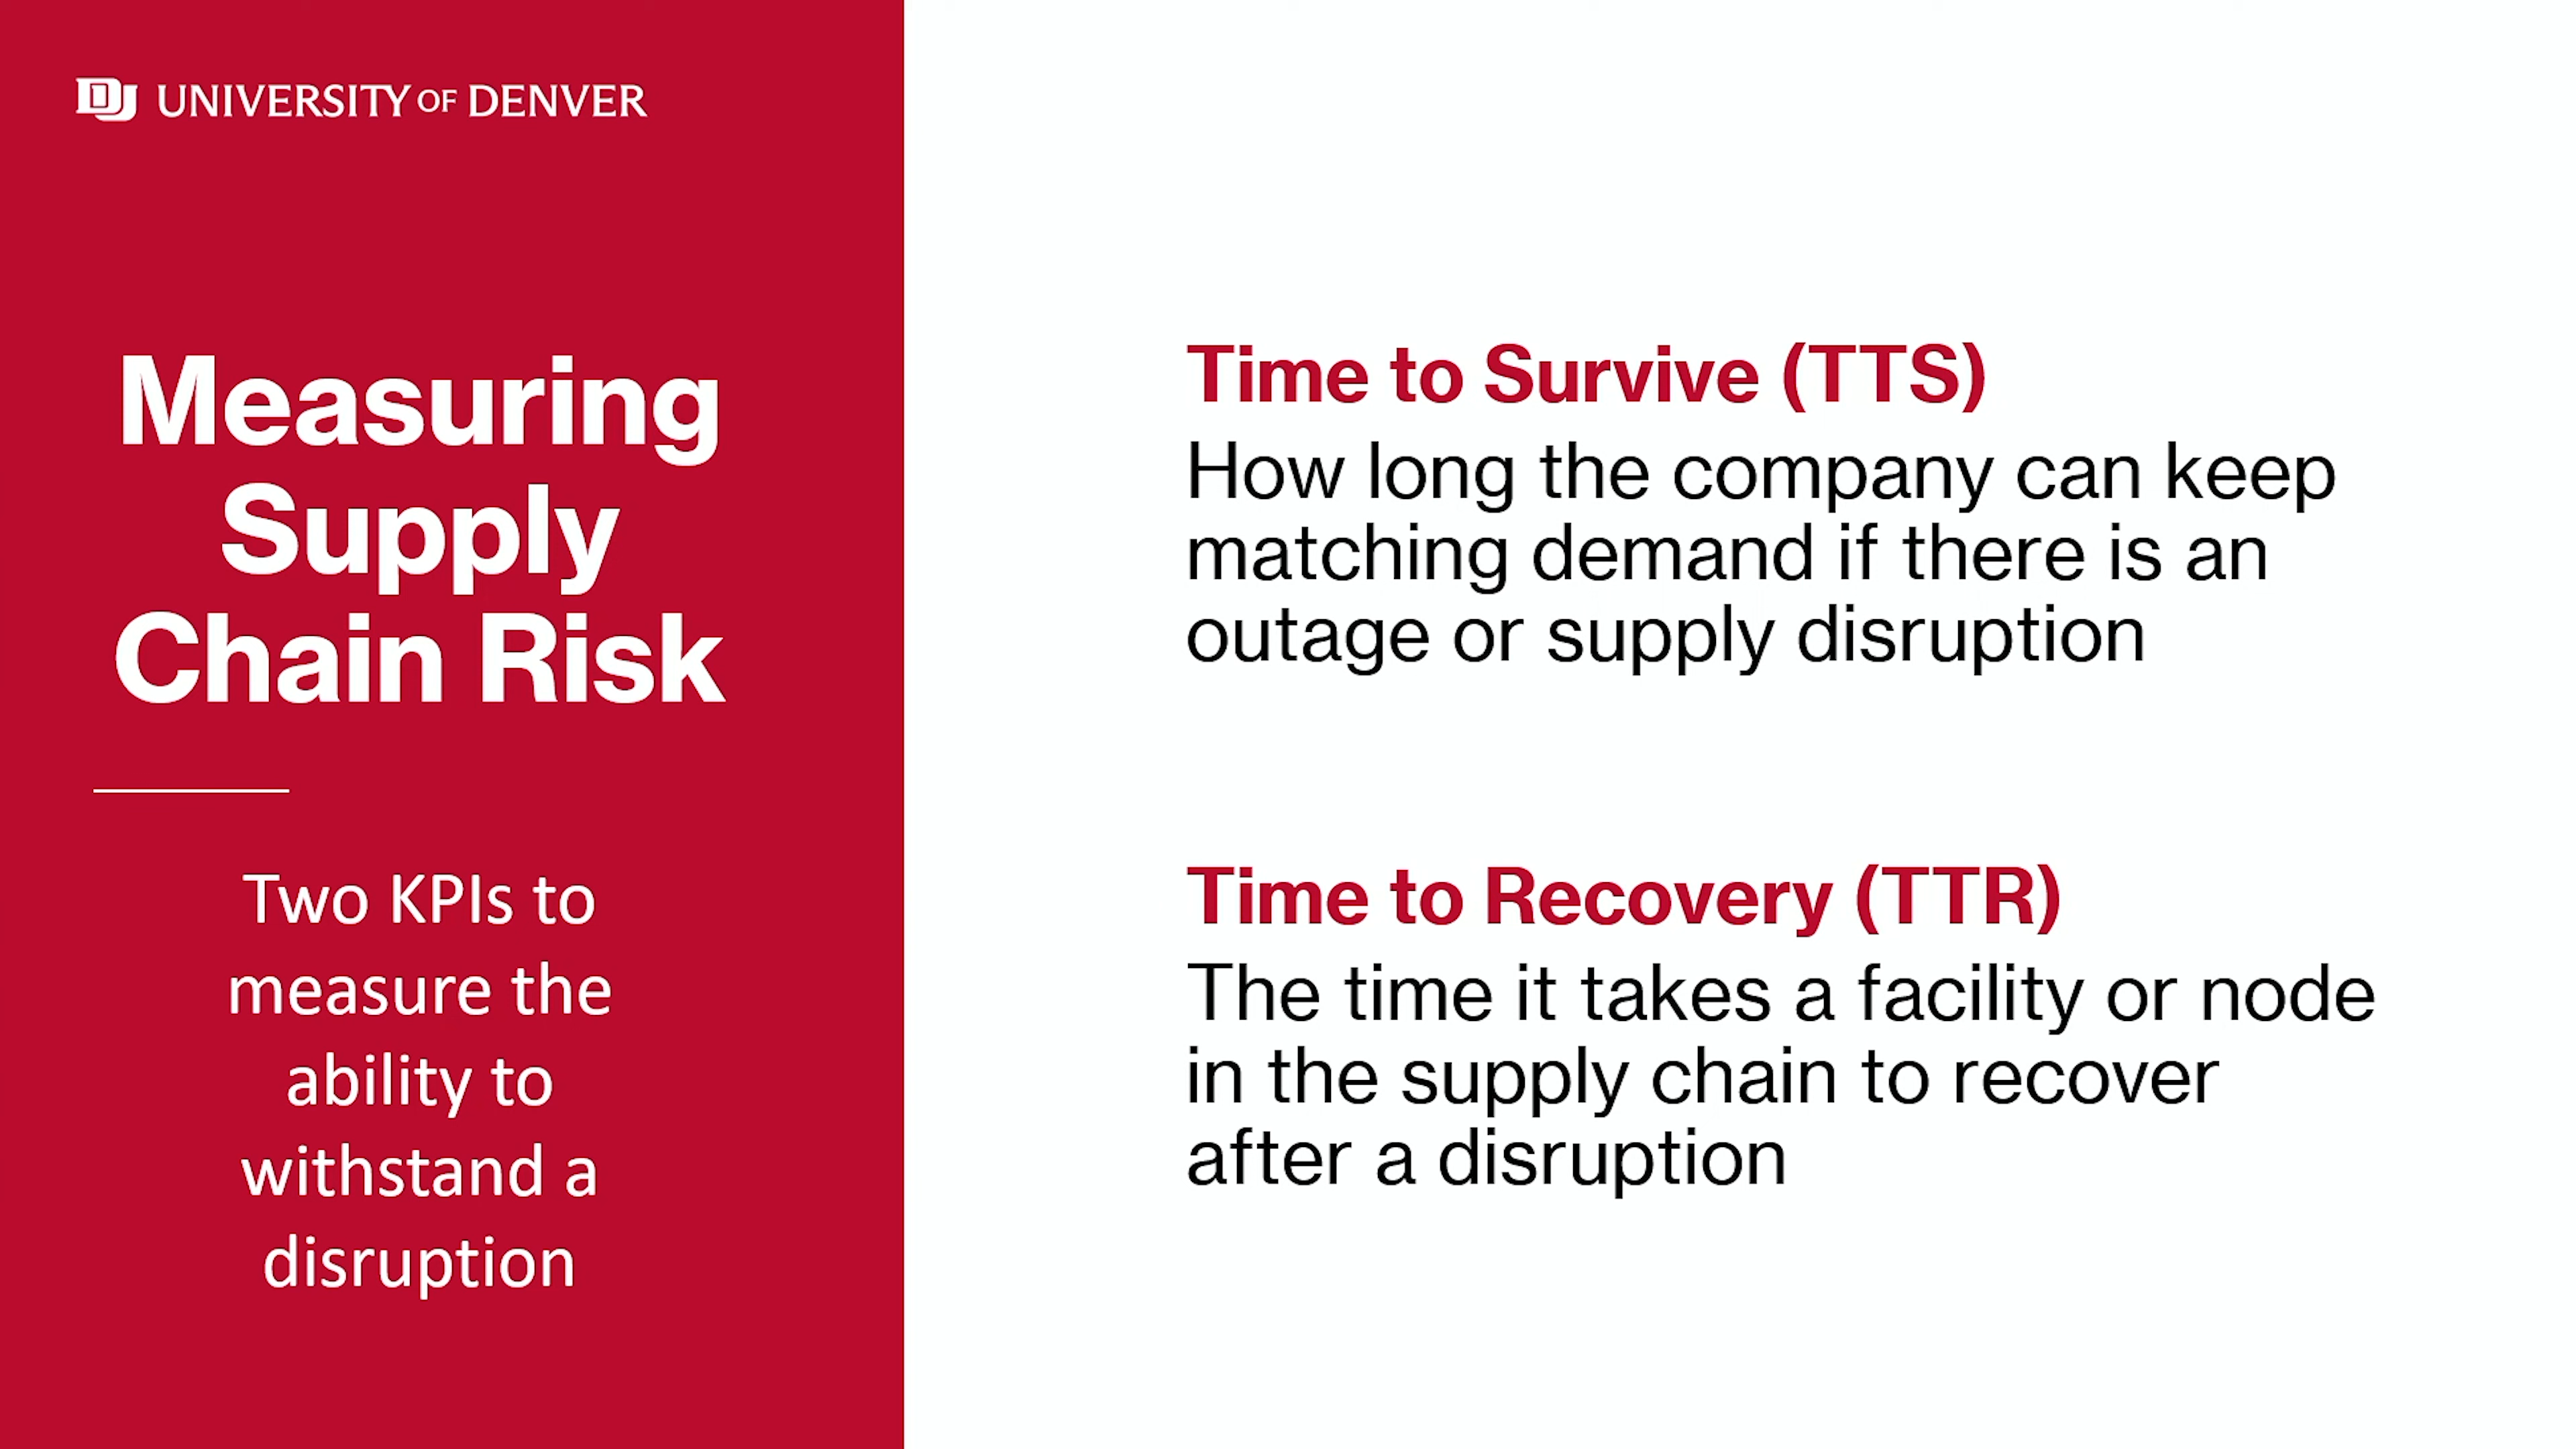 DU UNIVERSITY OF DENVER
Measuring
Supply
Chain Risk
Two KPIs to
measure the
ability to
withstand a
disruption
Time to Survive (TTS)
How long the company can keep
matching demand if there is an
outage or supply disruption
Time to Recovery (TTR)
The time it takes a facility or node
in the supply chain to recover
after a disruption